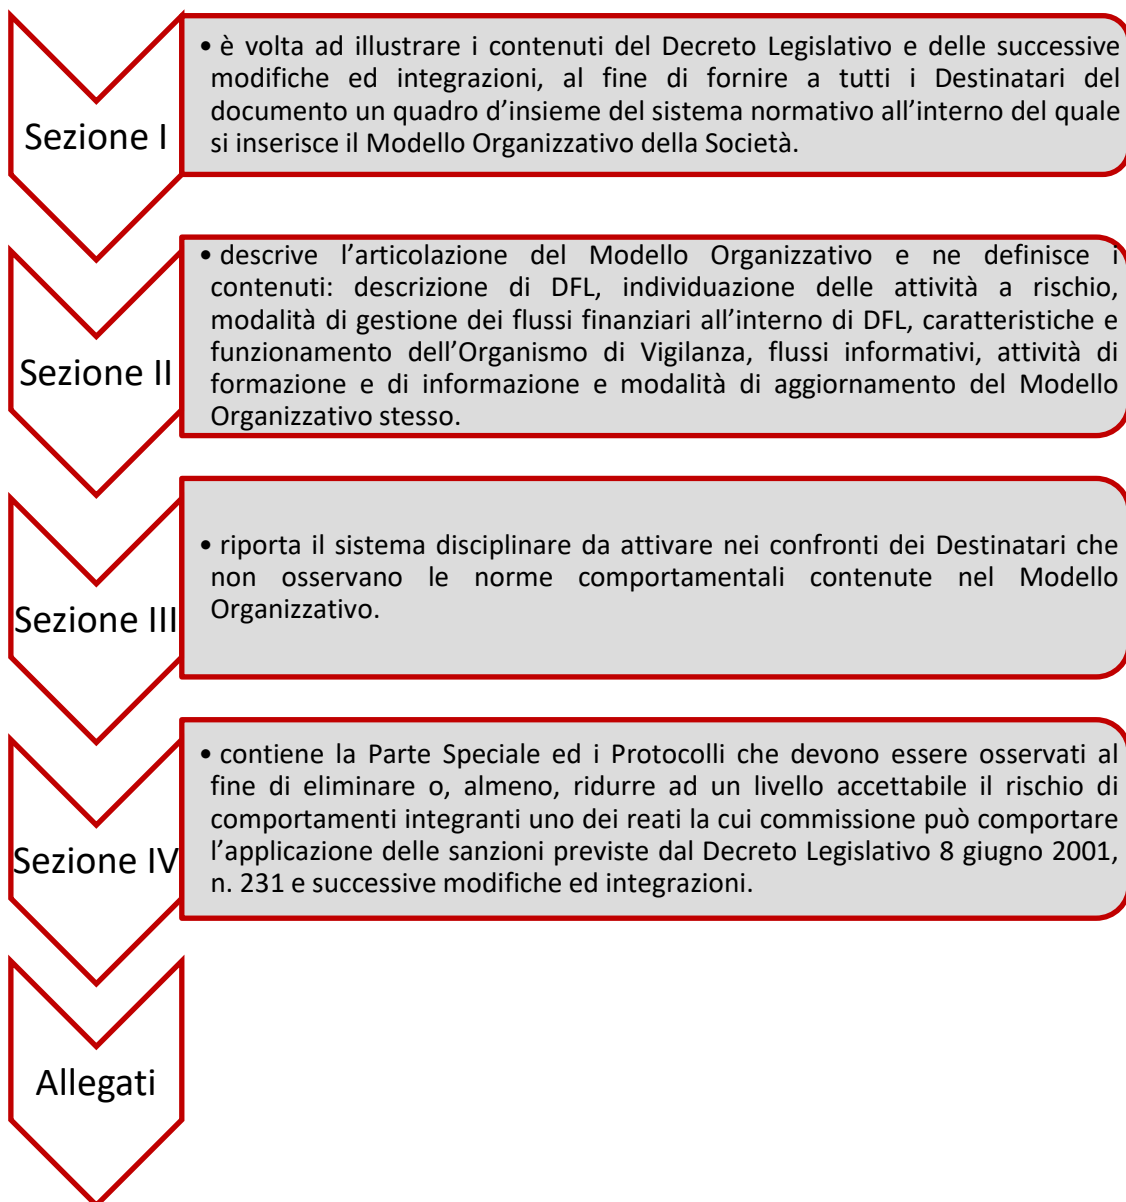 Sezione I
• è volta ad illustrare i contenuti del Decreto Legislativo e delle successive
modifiche ed integrazioni, al fine di fornire a tutti i Destinatari del
documento un quadro d’insieme del sistema normativo all’interno del quale
si inserisce il Modello Organizzativo della Società.
Sezione II
• descrive l’articolazione del Modello Organizzativo e ne definisce i
contenuti: descrizione di DFL, individuazione delle attività a rischio,
modalità di gestione dei flussi finanziari all’interno di DFL, caratteristiche e
funzionamento dell’Organismo di Vigilanza, flussi informativi, attività di
formazione e di informazione e modalità di aggiornamento del Modello
Organizzativo stesso.
Sezione III
• riporta il sistema disciplinare da attivare nei confronti dei Destinatari che
non osservano le norme comportamentali contenute nel Modello
Organizzativo.
Sezione IV
• contiene la Parte Speciale ed i Protocolli che devono essere osservati al
fine di eliminare o, almeno, ridurre ad un livello accettabile il rischio di
comportamenti integranti uno dei reati la cui commissione può comportare
l’applicazione delle sanzioni previste dal Decreto Legislativo 8 giugno 2001,
n. 231 e successive modifiche ed integrazioni.
Allegati